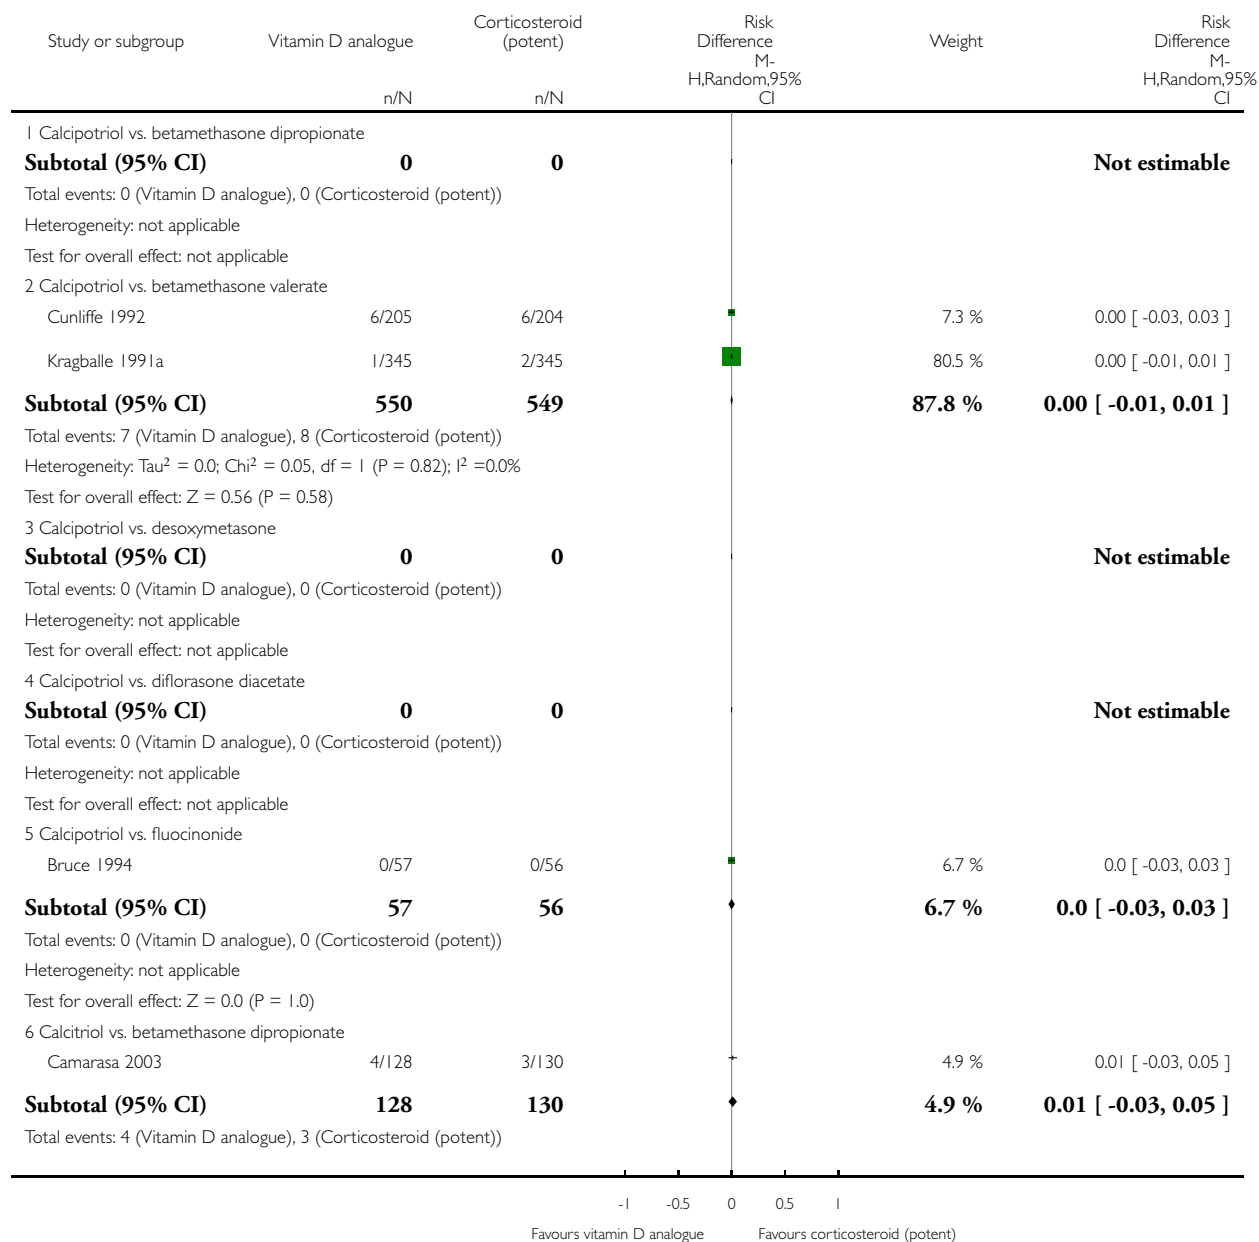 Study or subgroup Vitamin D analogue Corticosteroid (potent) Risk Difference Weight Risk Difference
n/N n/N M-H,Random,95% CI M-H,Random,95% CI
1 Calcipotriol vs. betamethasone dipropionate
Subtotal (95% CI) 0 0 Not estimable
Total events: 0 (Vitamin D analogue), 0 (Corticosteroid (potent))
Heterogeneity: not applicable
Test for overall effect: not applicable
2 Calcipotriol vs. betamethasone valerate
Cunliffe 1992 6/205 6/204 7.3 % 0.00 [ -0.03, 0.03 ]
Kragballe 1991a 1/345 2/345 80.5 % 0.00 [ -0.01, 0.01 ]
Subtotal (95% CI) 550 549 87.8 % 0.00 [ -0.01, 0.01 ]
Total events: 7 (Vitamin D analogue), 8 (Corticosteroid (potent))
Heterogeneity: Tau² = 0.0; Chi² = 0.05, df = 1 (P = 0.82); I² =0.0%
Test for overall effect: Z = 0.56 (P = 0.58)
3 Calcipotriol vs. desoxymetasone
Subtotal (95% CI) 0 0 Not estimable
Total events: 0 (Vitamin D analogue), 0 (Corticosteroid (potent))
Heterogeneity: not applicable
Test for overall effect: not applicable
4 Calcipotriol vs. diflorasone diacetate
Subtotal (95% CI) 0 0 Not estimable
Total events: 0 (Vitamin D analogue), 0 (Corticosteroid (potent))
Heterogeneity: not applicable
Test for overall effect: not applicable
5 Calcipotriol vs. fluocinonide
Bruce 1994 0/57 0/56 6.7 % 0.0 [ -0.03, 0.03 ]
Subtotal (95% CI) 57 56 6.7 % 0.0 [ -0.03, 0.03 ]
Total events: 0 (Vitamin D analogue), 0 (Corticosteroid (potent))
Heterogeneity: not applicable
Test for overall effect: Z = 0.0 (P = 1.0)
6 Calcitriol vs. betamethasone dipropionate
Camarasa 2003 4/128 3/130 4.9 % 0.01 [ -0.03, 0.05 ]
Subtotal (95% CI) 128 130 4.9 % 0.01 [ -0.03, 0.05 ]
Total events: 4 (Vitamin D analogue), 3 (Corticosteroid (potent))
-1 -0.5 0 0.5 1
Favours vitamin D analogue Favours corticosteroid (potent)